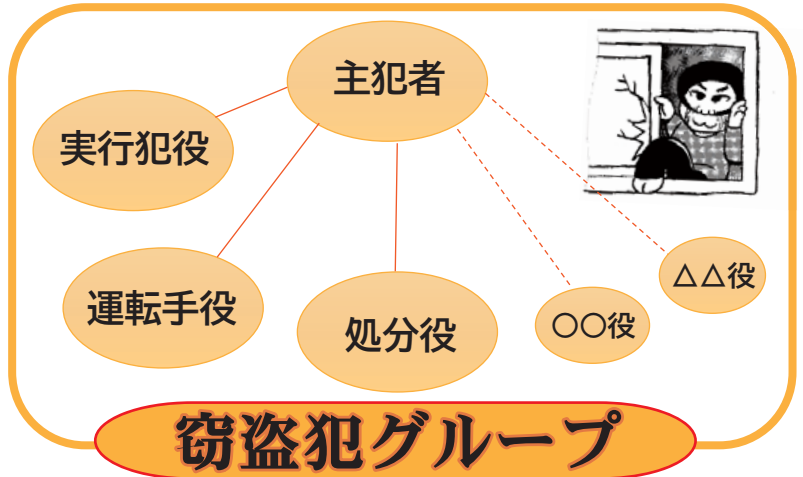 主犯者
実行犯役
運転手役
処分役
〇〇役
△△役
窃盗犯グループ